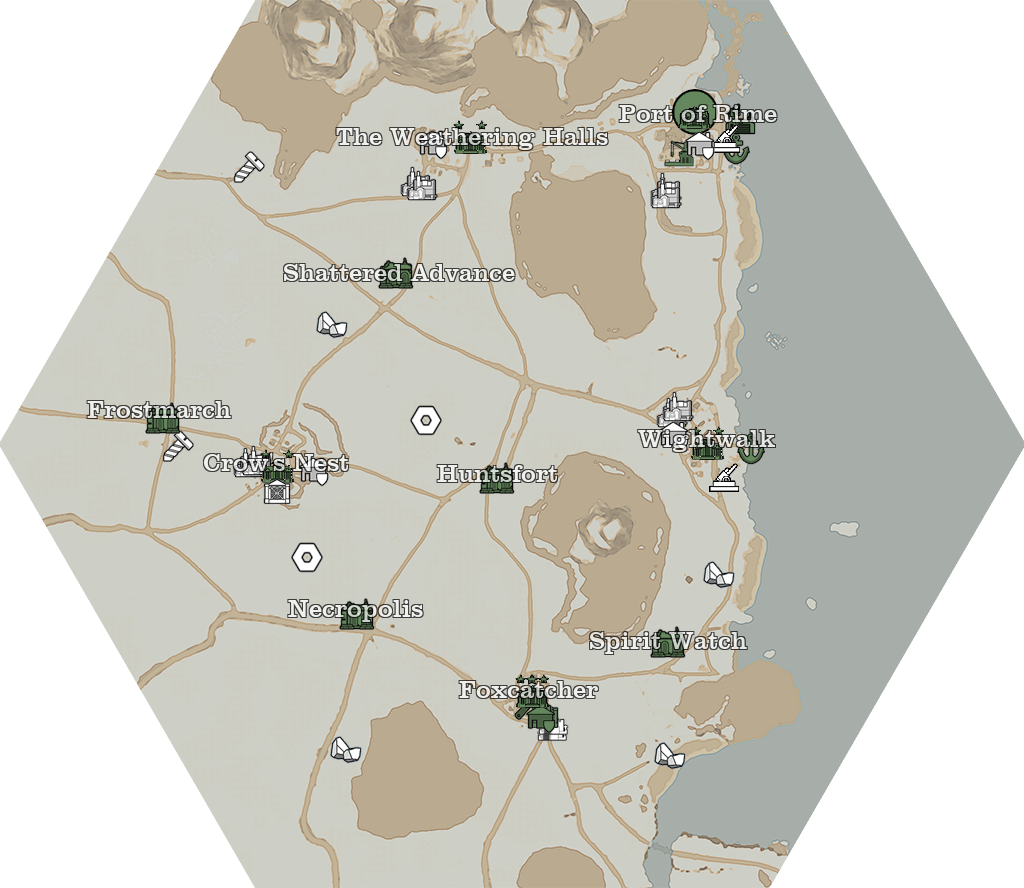 Port of Rime
The Weathering Halls
Shattered Advance
Frostmarch
Wightwalk
Crow's Nest
Huntsfort
Necropolis
Spirit Watch
Foxcatcher